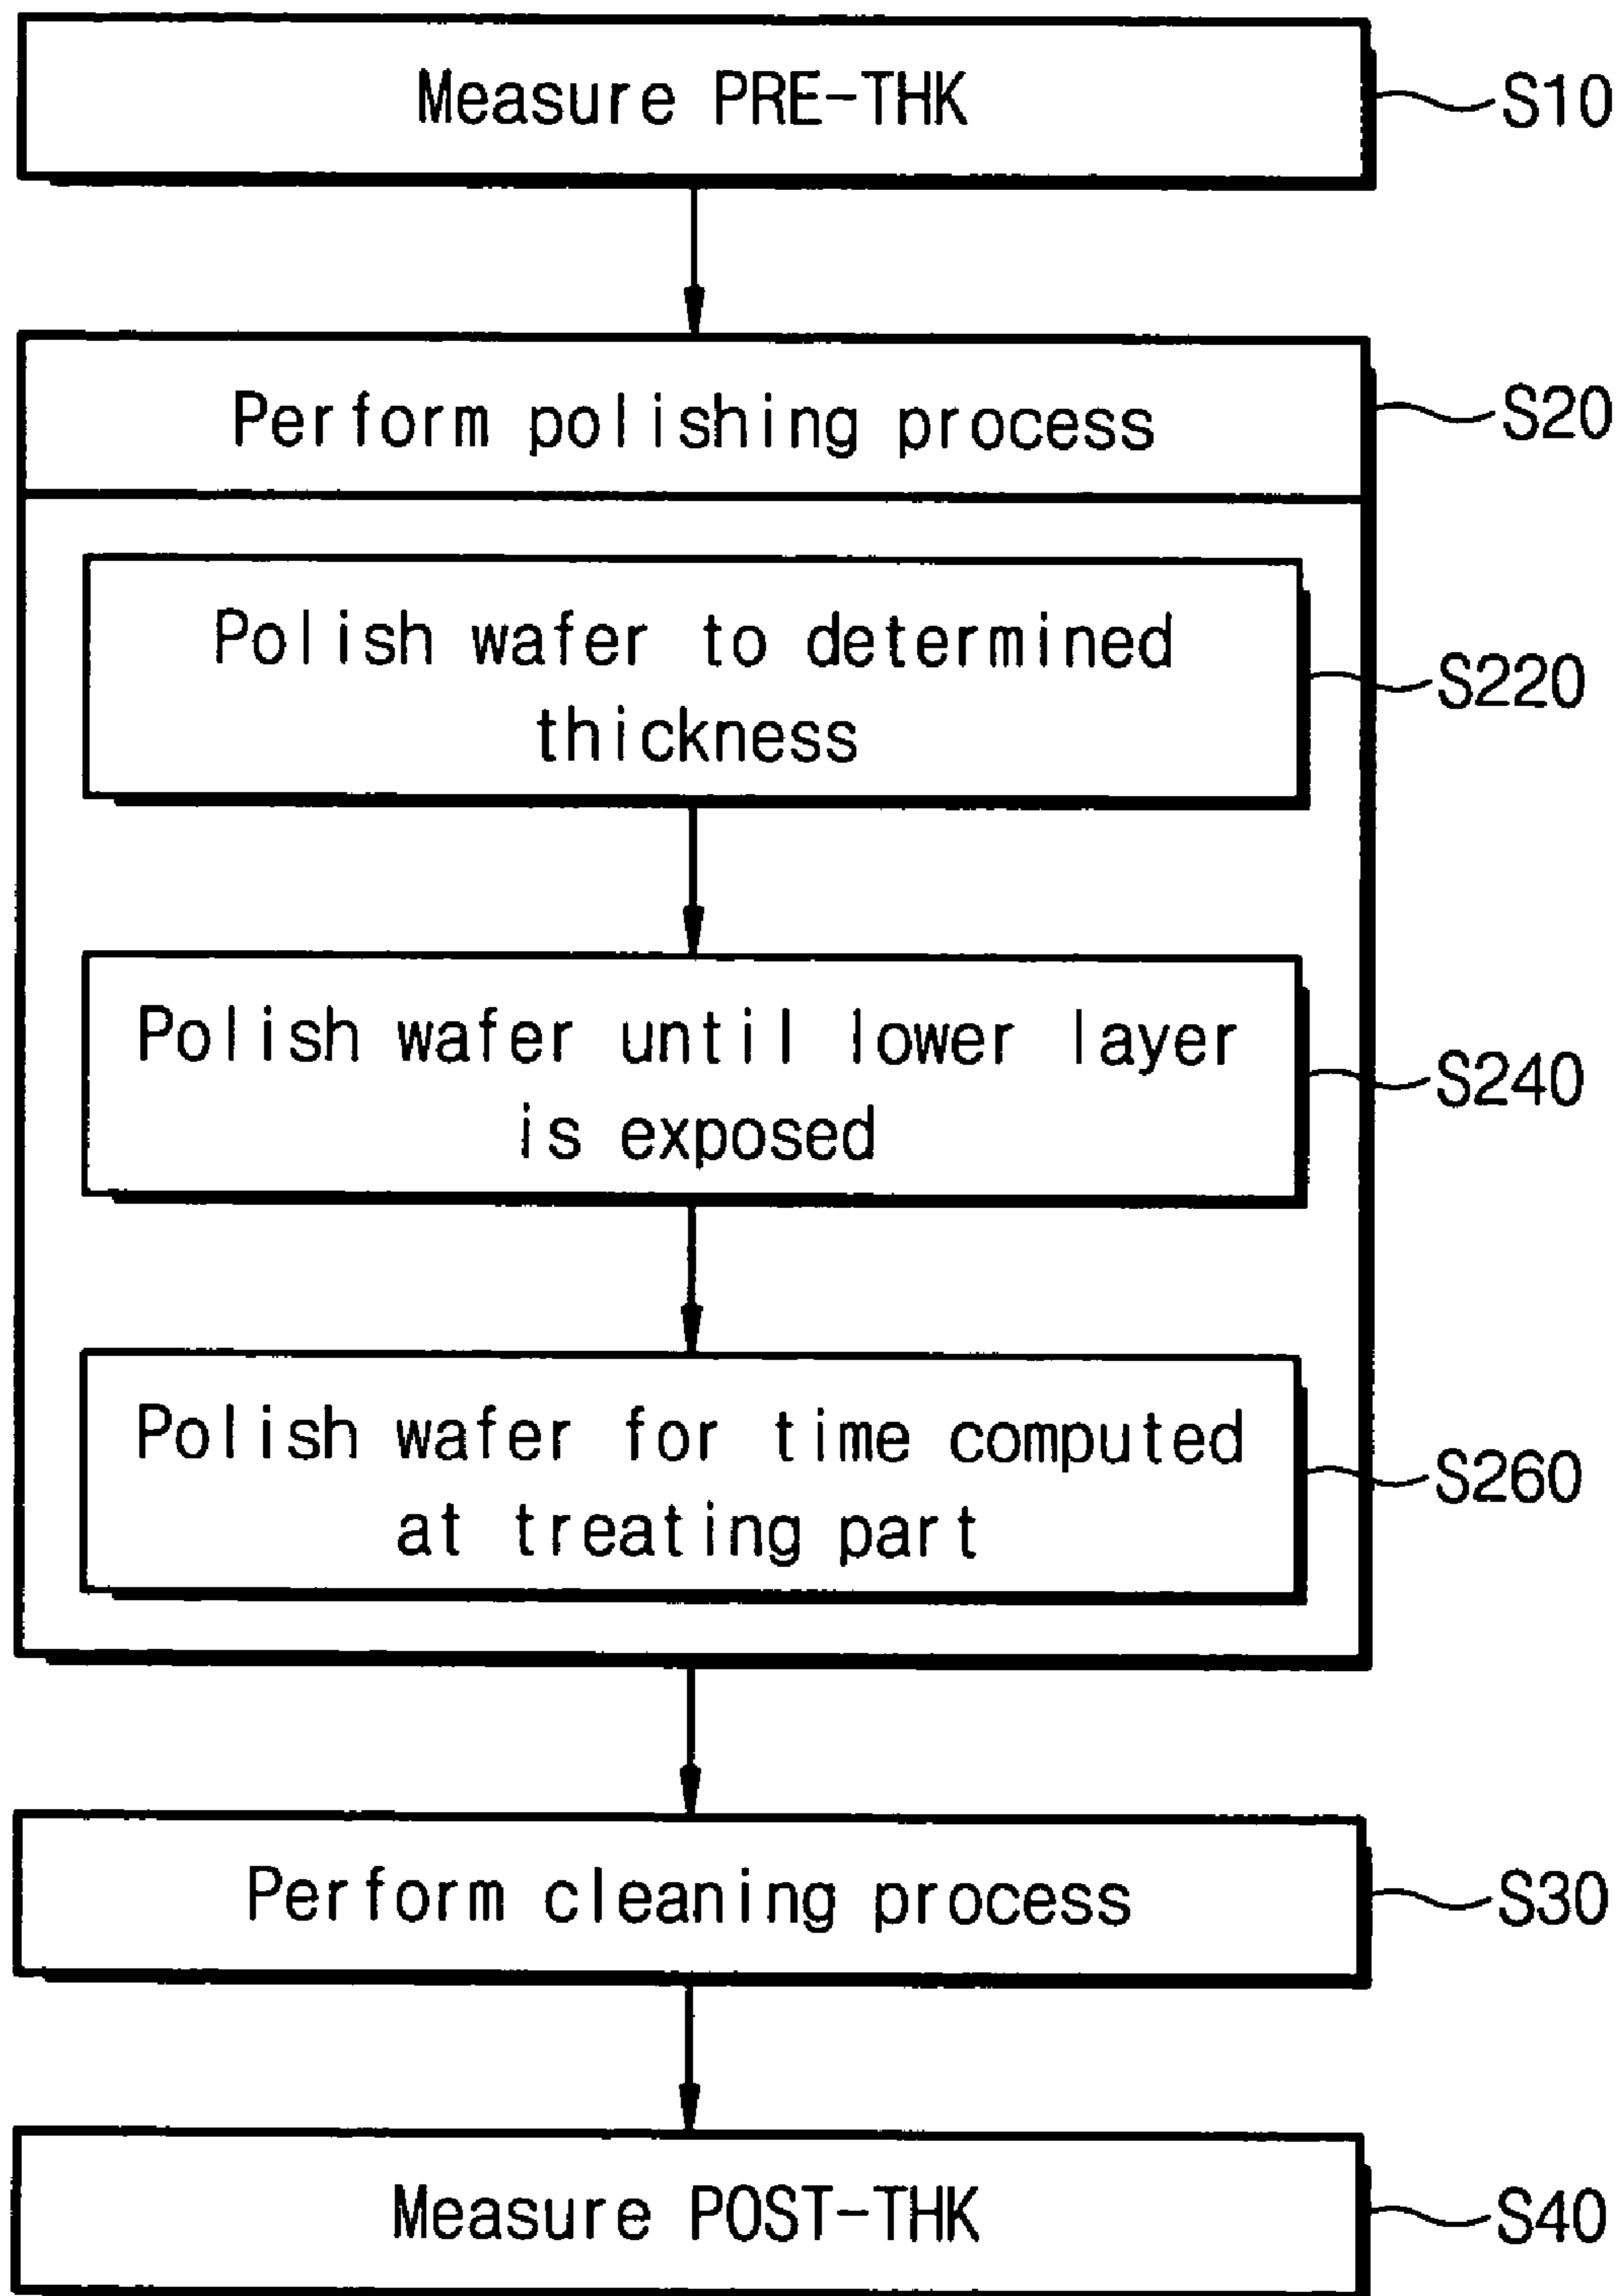 Measure PRE-THK
S10
Perform polishing process
S20
Polish wafer to determined
thickness
S220
Polish wafer until lower layer
is exposed
S240
Polish wafer for time computed
at treating part
S260
Perform cleaning process
S30
Measure POST-THK
S40